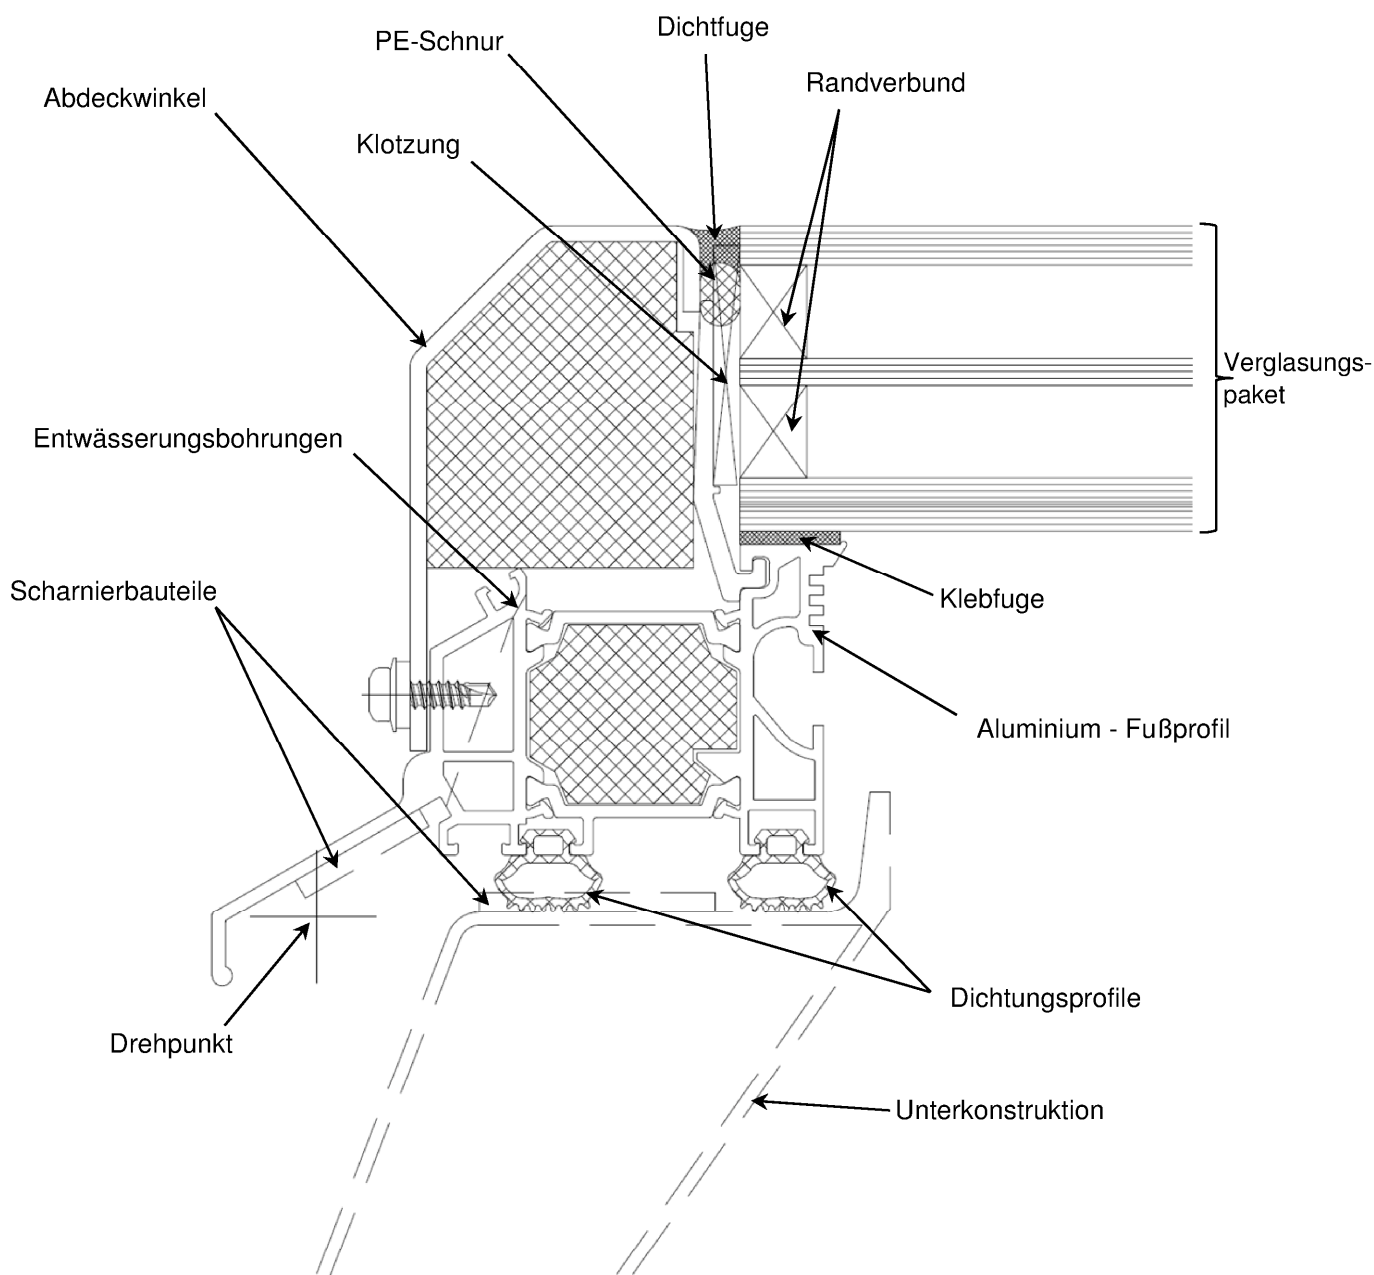 Dichtfuge
PE-Schnur
Randverbund
Abdeckwinkel
Klotzung
Verglasungs-
paket
Entwässerungsbohrungen
Scharnierbauteile
Klebfuge
Aluminium - Fußprofil
Dichtungsprofile
Drehpunkt
Unterkonstruktion